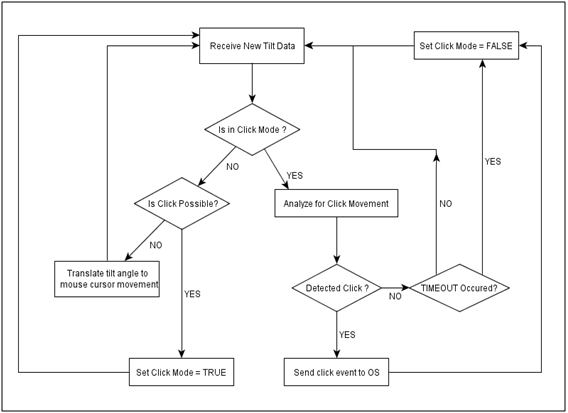 Receive New Tilt Data
Set Click Mode = FALSE
Is in Click Mode ?
NO
YES
YES
Is Click Possible?
Analyze for Click Movement
NO
NO
Translate tilt angle to
mouse cursor movement
YES
Detected Click ?
NO
TIMEOUT Occured?
YES
Set Click Mode = TRUE
Send click event to OS